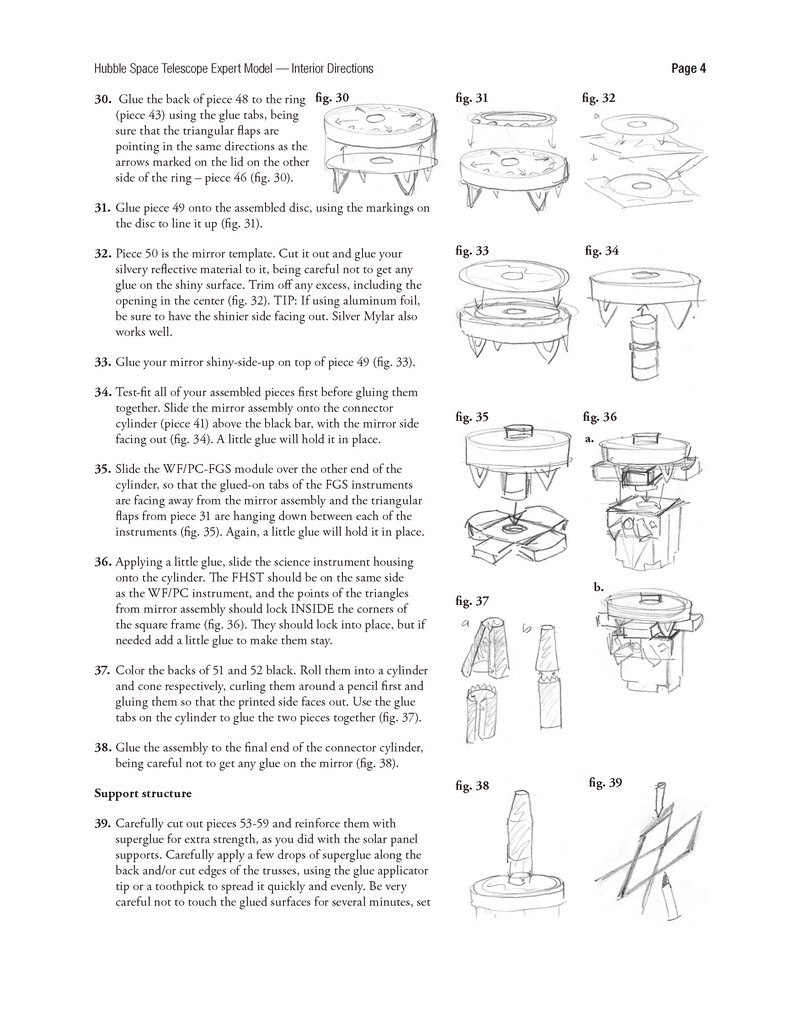 Hubble Space Telescope Expert Model — Interior Directions
Page 4
30. Glue the back of piece 48 to the ring
(piece 43) using the glue tabs, being
sure that the triangular flaps are
pointing in the same directions as the
arrows marked on the lid on the other
side of the ring – piece 46 (fig. 30).
fig. 30
fig. 31
fig. 32
a
b
31. Glue piece 49 onto the assembled disc, using the markings on
the disc to line it up (fig. 31).
32. Piece 50 is the mirror template. Cut it out and glue your
silvery reflective material to it, being careful not to get any
glue on the shiny surface. Trim off any excess, including the
opening in the center (fig. 32). TIP: If using aluminum foil,
be sure to have the shinier side facing out. Silver Mylar also
works well.
fig. 33
fig. 34
33. Glue your mirror shiny-side-up on top of piece 49 (fig. 33).
34. Test-fit all of your assembled pieces first before gluing them
together. Slide the mirror assembly onto the connector
cylinder (piece 41) above the black bar, with the mirror side
facing out (fig. 34). A little glue will hold it in place.
fig. 35
fig. 36
a.
35. Slide the WF/PC-FGS module over the other end of the
cylinder, so that the glued-on tabs of the FGS instruments
are facing away from the mirror assembly and the triangular
flaps from piece 31 are hanging down between each of the
instruments (fig. 35). Again, a little glue will hold it in place.
36. Applying a little glue, slide the science instrument housing
onto the cylinder. The FHST should be on the same side
as the WF/PC instrument, and the points of the triangles
from mirror assembly should lock INSIDE the corners of
the square frame (fig. 36). They should lock into place, but if
needed add a little glue to make them stay.
b.
fig. 37
a
b
37. Color the backs of 51 and 52 black. Roll them into a cylinder
and cone respectively, curling them around a pencil first and
gluing them so that the printed side faces out. Use the glue
tabs on the cylinder to glue the two pieces together (fig. 37).
38. Glue the assembly to the final end of the connector cylinder,
being careful not to get any glue on the mirror (fig. 38).
fig. 38
fig. 39
Support structure
39. Carefully cut out pieces 53-59 and reinforce them with
superglue for extra strength, as you did with the solar panel
supports. Carefully apply a few drops of superglue along the
back and/or cut edges of the trusses, using the glue applicator
tip or a toothpick to spread it quickly and evenly. Be very
careful not to touch the glued surfaces for several minutes, set